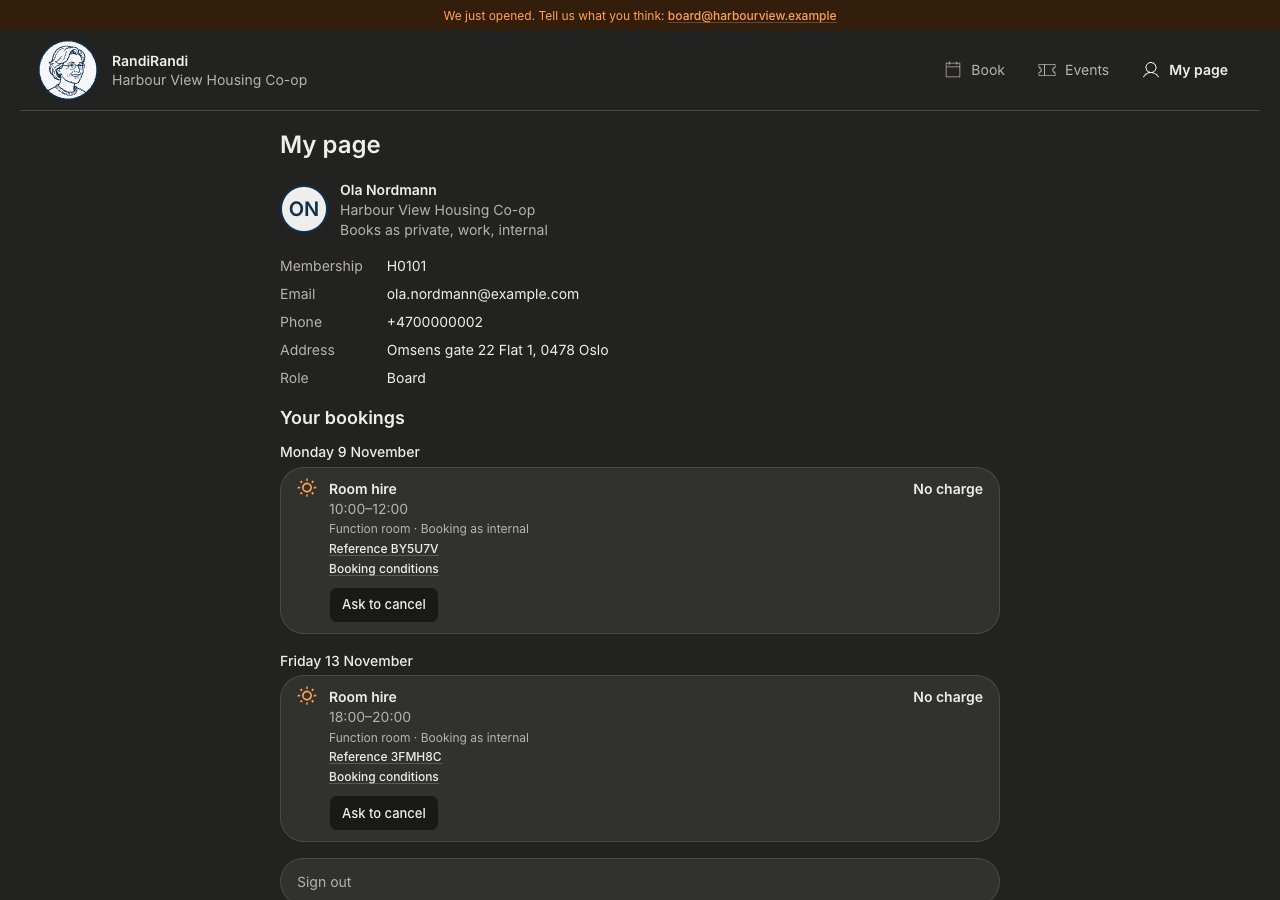 We just opened. Tell us what you think: board@harbourview.example
RandiRandi
Harbour View Housing Co-op
Book
Events
My page
My page
ON
Ola Nordmann
Harbour View Housing Co-op
Books as private, work, internal
Membership H0101
Email ola.nordmann@example.com
Phone +4700000002
Address Omsens gate 22 Flat 1, 0478 Oslo
Role Board
Your bookings
Monday 9 November
Room hire No charge
10:00–12:00
Function room · Booking as internal
Reference BY5U7V
Booking conditions
Ask to cancel
Friday 13 November
Room hire No charge
18:00–20:00
Function room · Booking as internal
Reference 3FMH8C
Booking conditions
Ask to cancel
Sign out